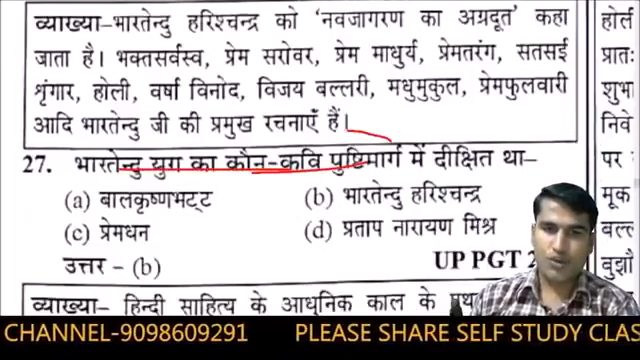 व्याख्या–भारतेन्दु हरिश्चन्द्र को 'नवजागरण का अग्रदूत' कहा
जाता है। भक्तसर्वस्व, प्रेम सरोवर, प्रेम माधुर्य, प्रेमतरंग, सतसई
शृंगार, होली, वर्षा विनोद, विजय बल्लरी, मधुमुकुल, प्रेमफुलवारी
आदि भारतेन्दु जी की प्रमुख रचनाएँ हैं।
27. भारतेन्दु युग का कौन-कवि पुष्टिमार्ग में दीक्षित था–
(a) बालकृष्णभट्ट (b) भारतेन्दु हरिश्चन्द्र
(c) प्रेमधन (d) प्रताप नारायण मिश्र
उत्तर – (b) UP PGT
व्याख्या– हिन्दी साहित्य के आधुनिक काल के
होली
प्रातः
शुभा
निवे
पर
मूक
बल्ल
बुझौ
CHANNEL-9098609291 PLEASE SHARE SELF STUDY CLAS